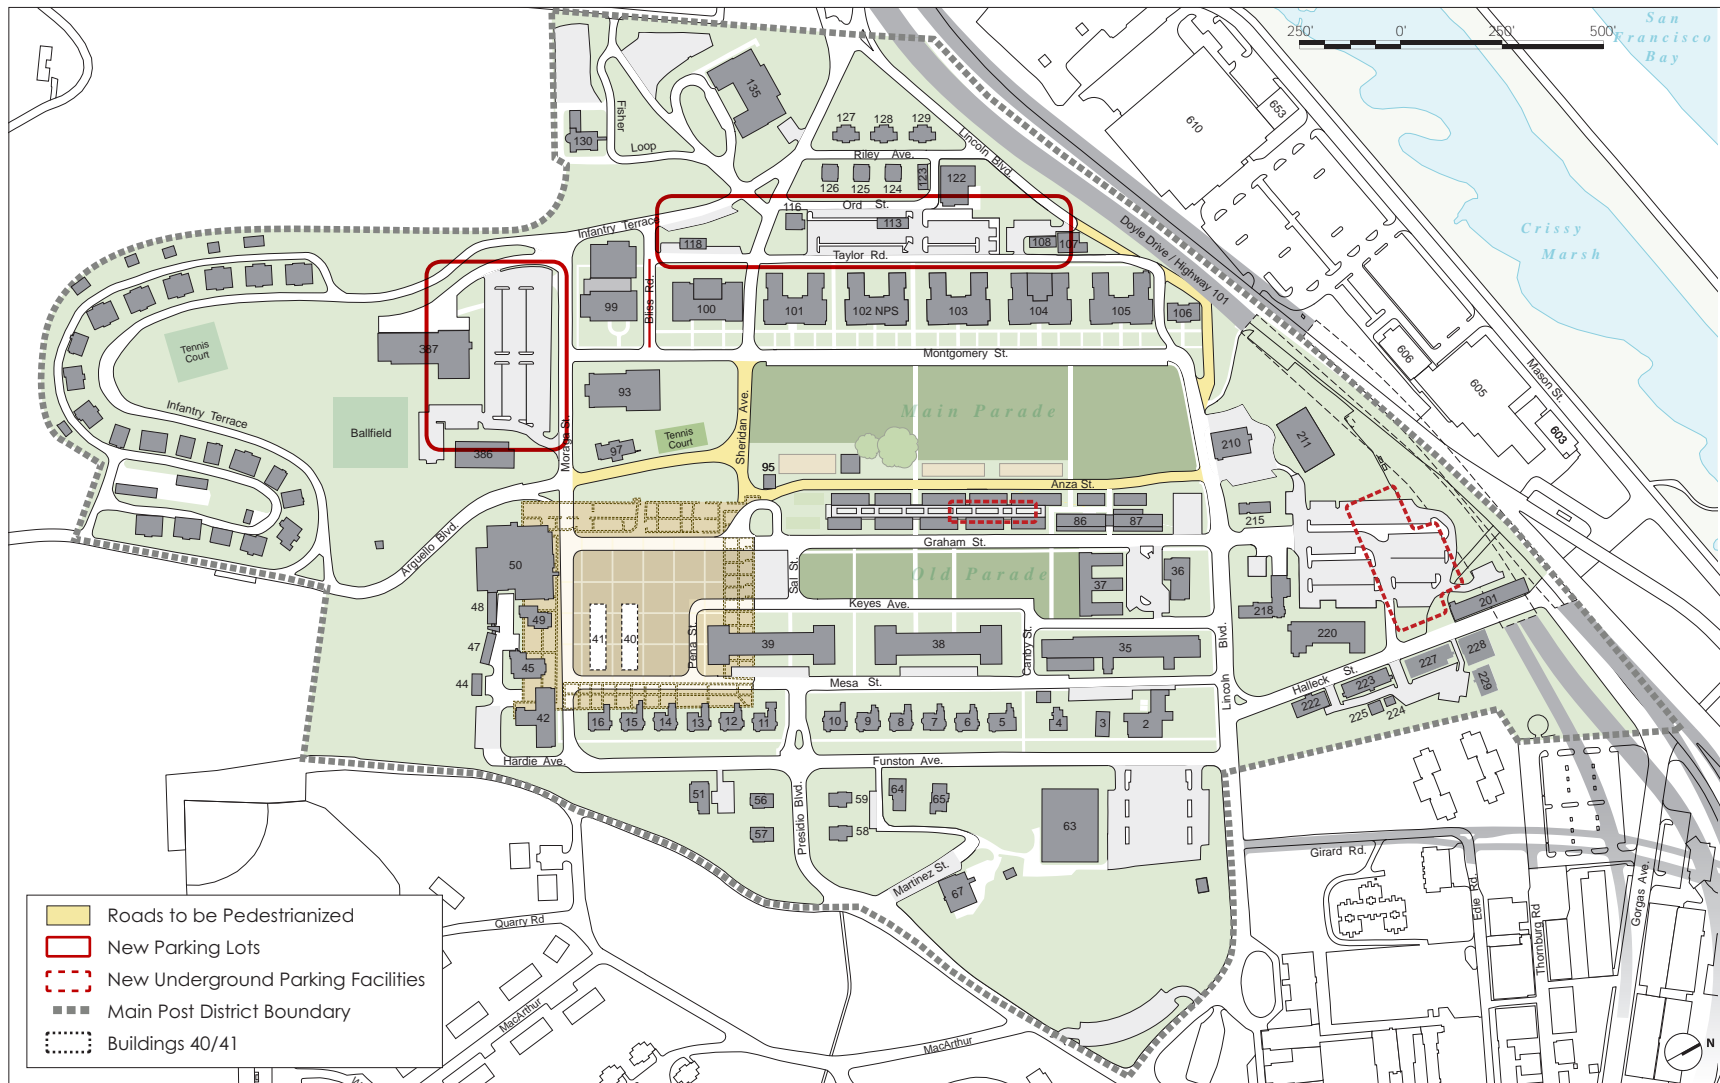 250'
0'
250'
500'
San
Francisco
Bay
Crissy
Marsh
653
610
606
605
603
Mason St.
Doyle Drive / Highway 101
Lincoln Blvd.
135
130
Fisher
Loop
127
128
129
Riley Ave.
126
125
124
123
122
Ord St.
116
113
118
108
107
Taylor Rd.
Infantry Terrace
99
Bliss Rd.
100
101
102 NPS
103
104
105
106
Montgomery St.
Tennis
Court
387
Infantry Terrace
Ballfield
386
Moraga St.
93
97
Tennis
Court
Sheridan Ave.
Main Parade
95
Anza St.
210
211
215
86
87
Graham St.
Arguello Blvd.
50
Sal St.
Old Parade
37
36
Keyes Ave.
218
220
201
48
49
47
45
44
42
41
40
Pena St.
39
38
Canby St.
35
Blvd.
Lincoln
Mesa St.
Halleck St.
227
228
229
223
222
225
224
16
15
14
13
12
11
10
9
8
7
6
5
4
3
2
Hardie Ave.
Funston Ave.
51
56
57
Presidio Blvd.
59
58
64
65
63
67
Martinez St.
Girard Rd.
Edie Rd.
Thornburg Rd
Gorgas Ave.
Quarry Rd
MacArthur
MacArthur
N
Roads to be Pedestrianized
New Parking Lots
New Underground Parking Facilities
Main Post District Boundary
Buildings 40/41